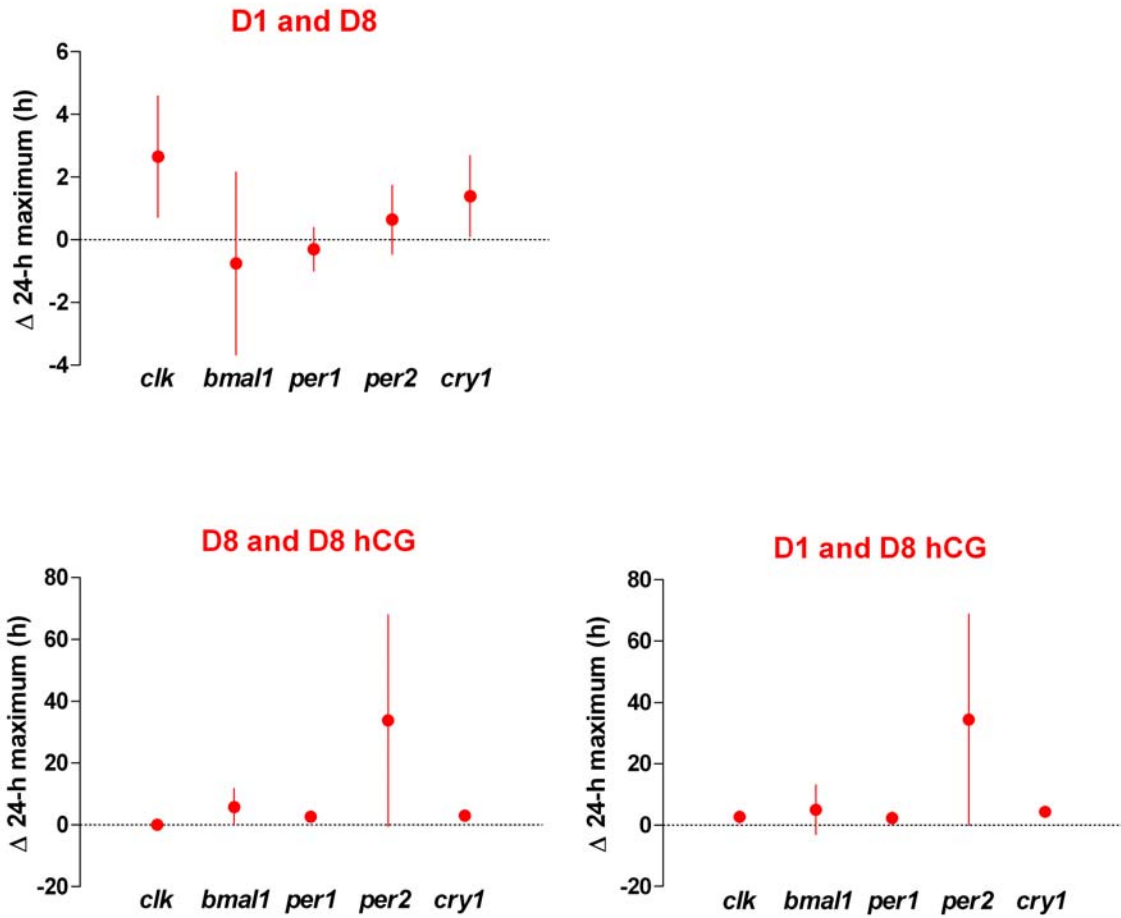 D1 and D8
Δ 24-h maximum (h)
6
4
2
0
-2
-4
clk bmal1 per1 per2 cry1
D8 and D8 hCG
Δ 24-h maximum (h)
80
60
40
20
0
-20
clk bmal1 per1 per2 cry1
D1 and D8 hCG
Δ 24-h maximum (h)
80
60
40
20
0
-20
clk bmal1 per1 per2 cry1